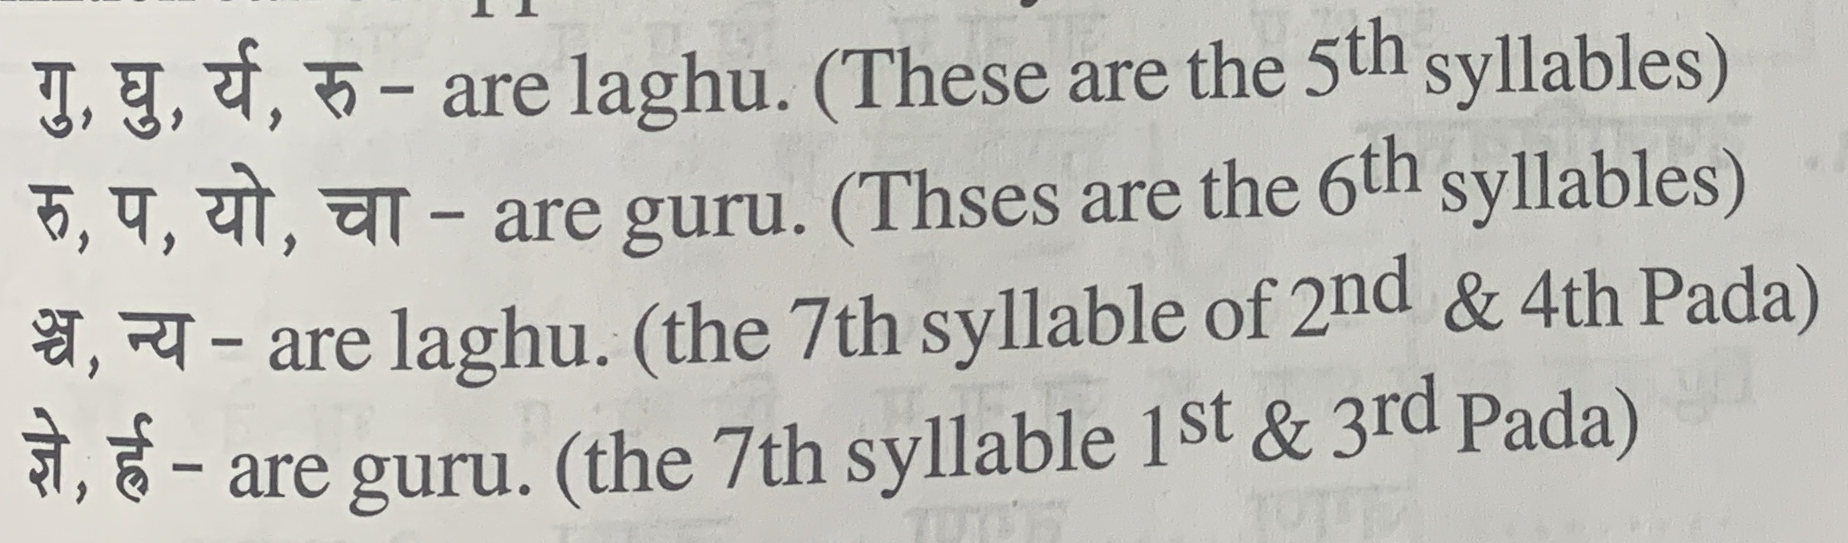 गु, घु, र्य, रु – are laghu. (These are the 5th syllables)
रु, प, यो, चा – are guru. (Thses are the 6th syllables)
श्च, न्य – are laghu. (the 7th syllable of 2nd & 4th Pada)
ज्ञे, – are guru. (the 7th syllable 1st & 3rd Pada)